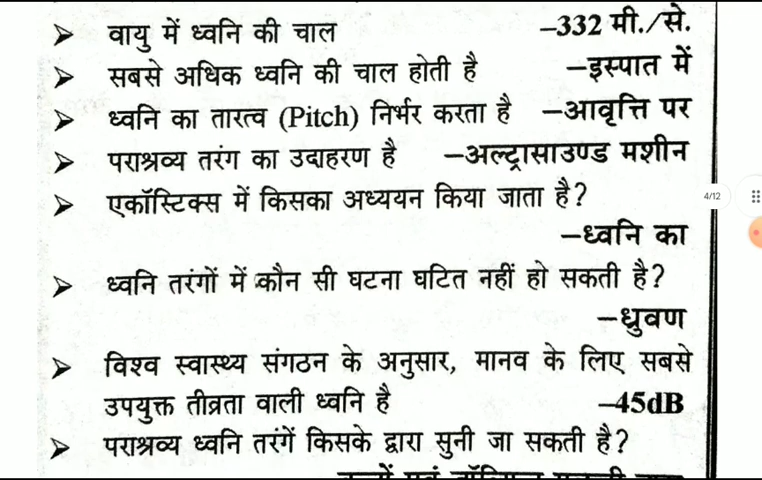 ➤ वायु में ध्वनि की चाल –332 मी./से.
➤ सबसे अधिक ध्वनि की चाल होती है –इस्पात में
➤ ध्वनि का तारत्व (Pitch) निर्भर करता है –आवृत्ति पर
➤ पराश्रव्य तरंग का उदाहरण है –अल्ट्रासाउण्ड मशीन
➤ एकॉस्टिक्स में किसका अध्ययन किया जाता है?
4/12
–ध्वनि का
➤ ध्वनि तरंगों में कौन सी घटना घटित नहीं हो सकती है?
–ध्रुवण
➤ विश्व स्वास्थ्य संगठन के अनुसार, मानव के लिए सबसे
उपयुक्त तीव्रता वाली ध्वनि है –45dB
➤ पराश्रव्य ध्वनि तरंगें किसके द्वारा सुनी जा सकती है?